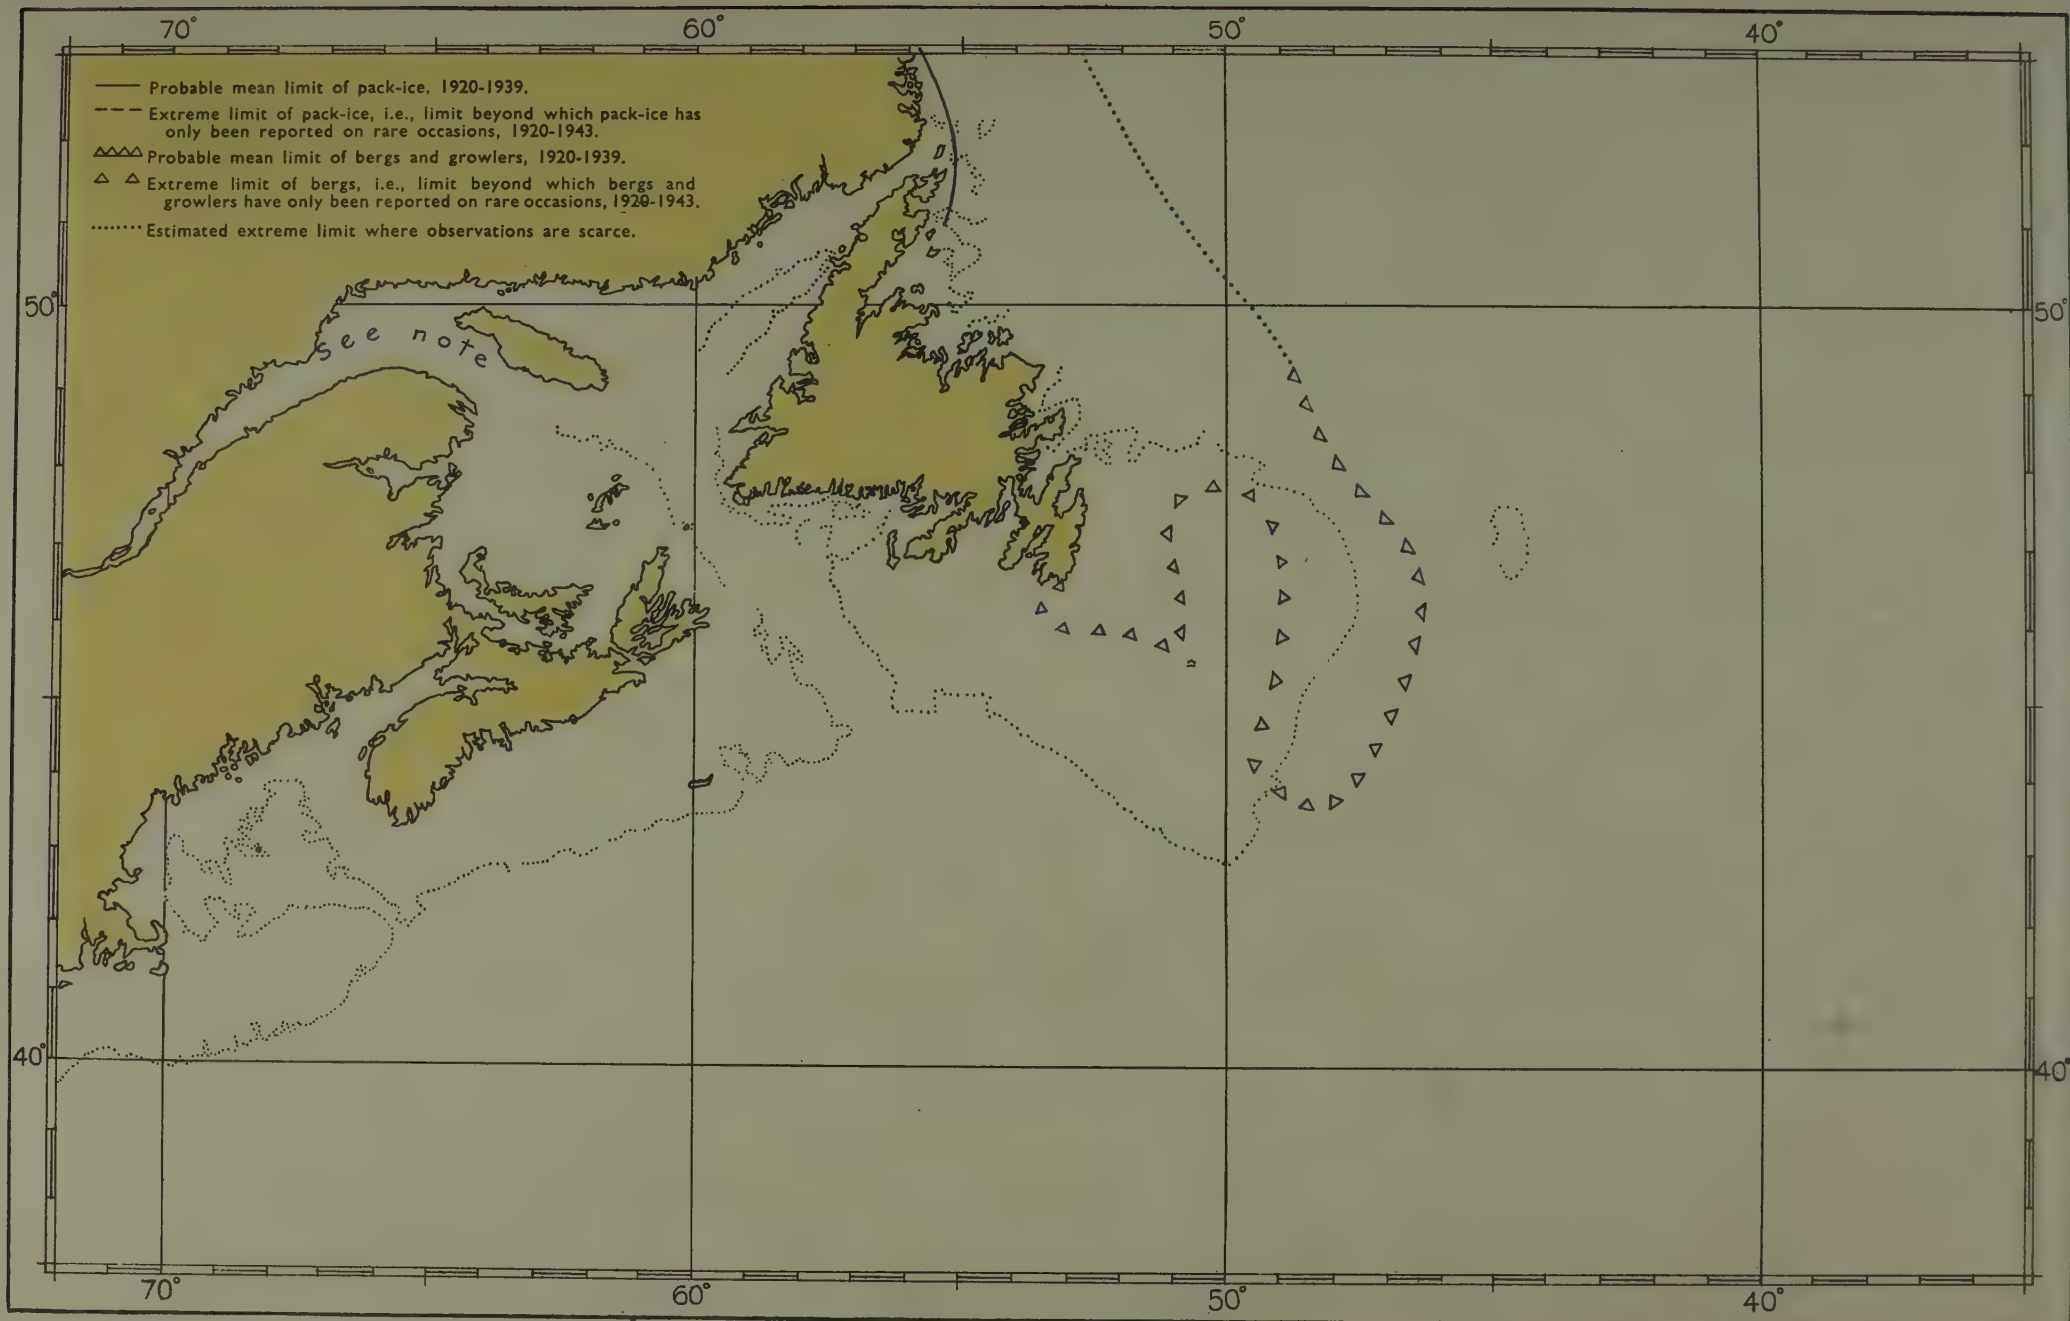 70° 60° 50° 40°
Probable mean limit of pack-ice, 1920-1939.
Extreme limit of pack-ice, i.e., limit beyond which pack-ice has
only been reported on rare occasions, 1920-1943.
Probable mean limit of bergs and growlers, 1920-1939.
Extreme limit of bergs, i.e., limit beyond which bergs and
growlers have only been reported on rare occasions, 1920-1943.
Estimated extreme limit where observations are scarce.
50° 50°
See note
40° 40°
70° 60° 50° 40°